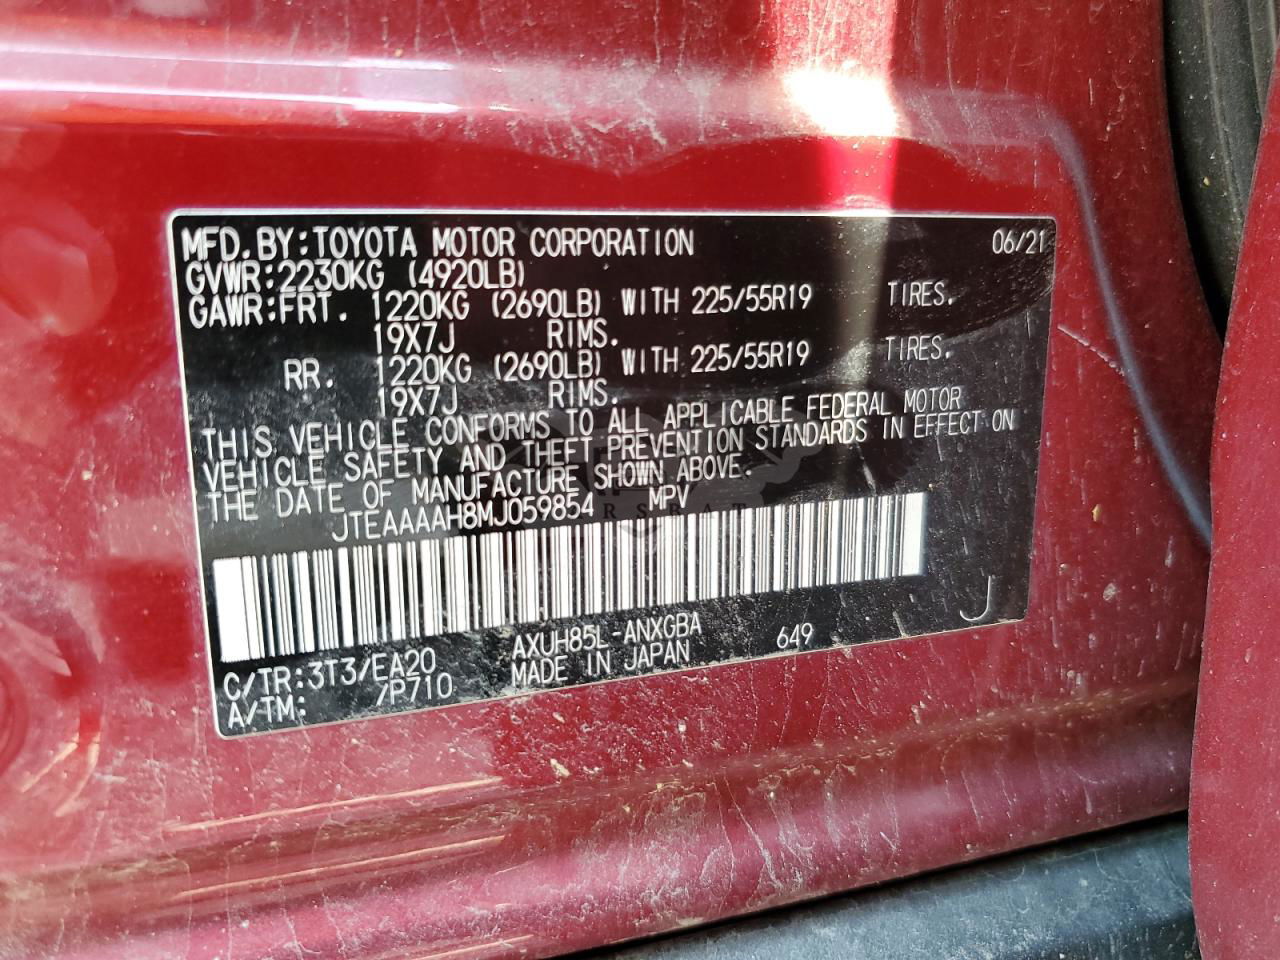 MFD.BY:TOYOTA MOTOR CORPORATION 06/21
GVWR:2230KG (4920LB)
GAWR:FRT. 1220KG (2690LB) WITH 225/55R19 TIRES.
19X7J RIMS.
RR. 1220KG (2690LB) WITH 225/55R19 TIRES.
19X7J RIMS.
THIS VEHICLE CONFORMS TO ALL APPLICABLE FEDERAL MOTOR
VEHICLE SAFETY AND THEFT PREVENTION STANDARDS IN EFFECT ON
THE DATE OF MANUFACTURE SHOWN ABOVE.
JTEAAAAH8MJ059854 MPV
C/TR:3T3/EA20 AXUH85L-ANXGBA 649 J
A/TM: /P710 MADE IN JAPAN